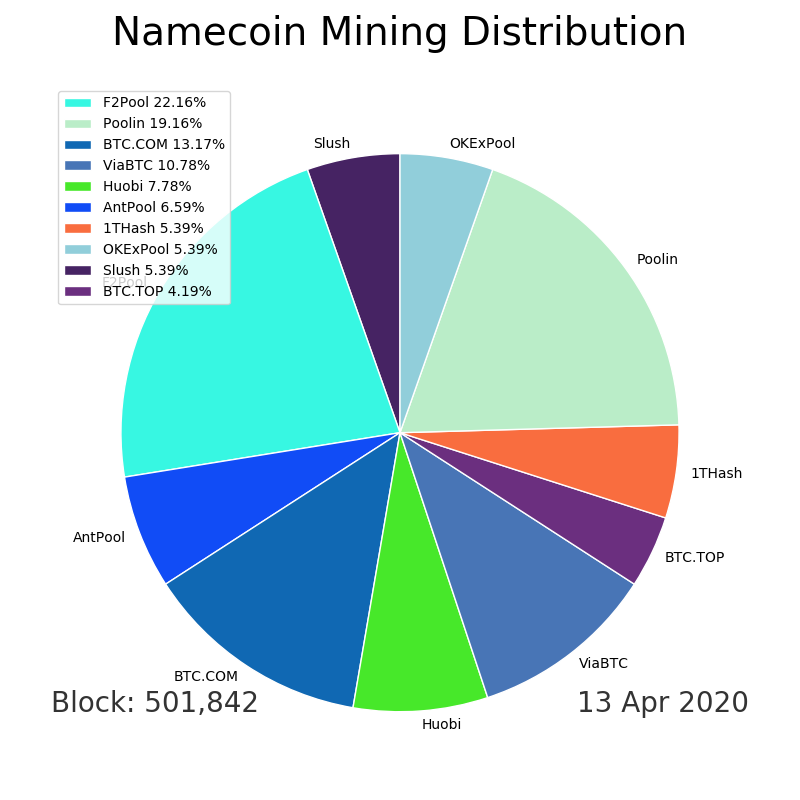 Namecoin Mining Distribution
F2Pool 22.16%
Poolin 19.16%
BTC.COM 13.17%
ViaBTC 10.78%
Huobi 7.78%
AntPool 6.59%
1THash 5.39%
OKExPool 5.39%
Slush 5.39%
BTC.TOP 4.19%
Slush
OKExPool
Poolin
F2Pool
1THash
AntPool
BTC.TOP
ViaBTC
BTC.COM
Block: 501,842
13 Apr 2020
Huobi